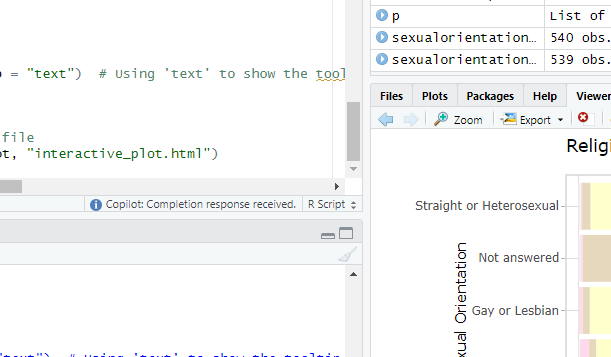 p List of
sexualorientation... 540 obs.
sexualorientation... 539 obs.
= "text") # Using 'text' to show the tool
file
"interactive_plot.html")
Copilot: Completion response received. R Script
Files Plots Packages Help Viewer
Zoom Export
Religi
Straight or Heterosexual
Not answered
Gay or Lesbian
xual Orientation
"text") # Using 'text' to show the tooltip